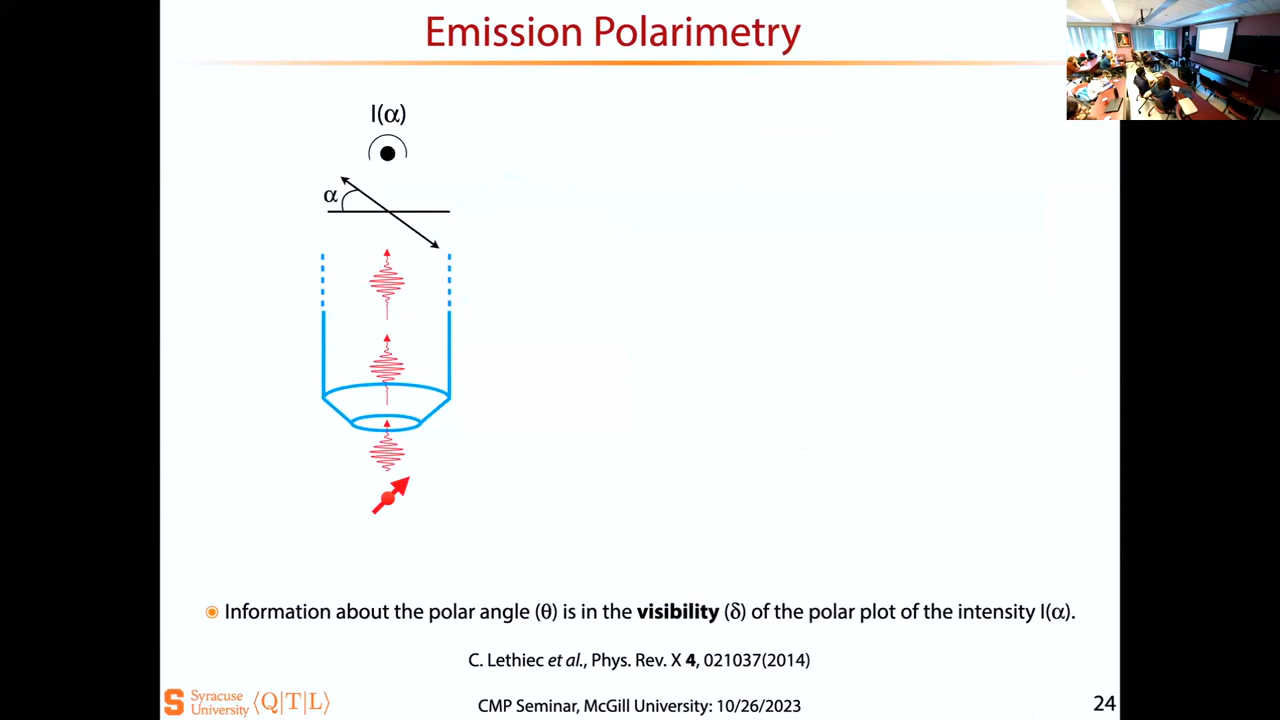 Emission Polarimetry
I(α)
α
Information about the polar angle (θ) is in the visibility (δ) of the polar plot of the intensity I(α).
C. Lethiec et al., Phys. Rev. X 4, 021037(2014)
Syracuse
University
⟨Q|T|L⟩
CMP Seminar, McGill University: 10/26/2023
24